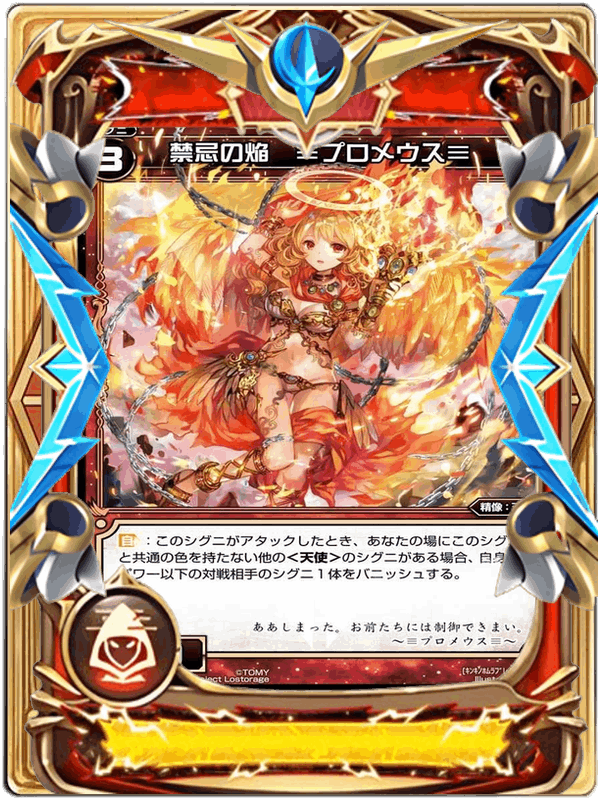 3
禁忌の焔 ≡プロメウス≡
精像:
自:このシグニがアタックしたとき、あなたの場にこのシグ
と共通の色を持たない他の<天使>のシグニがある場合、自身
パワー以下の対戦相手のシグニ1体をバニッシュする。
ああしまった。お前たちには制御できまい。
～≡プロメウス≡～
©TOMY
ject Lostorage